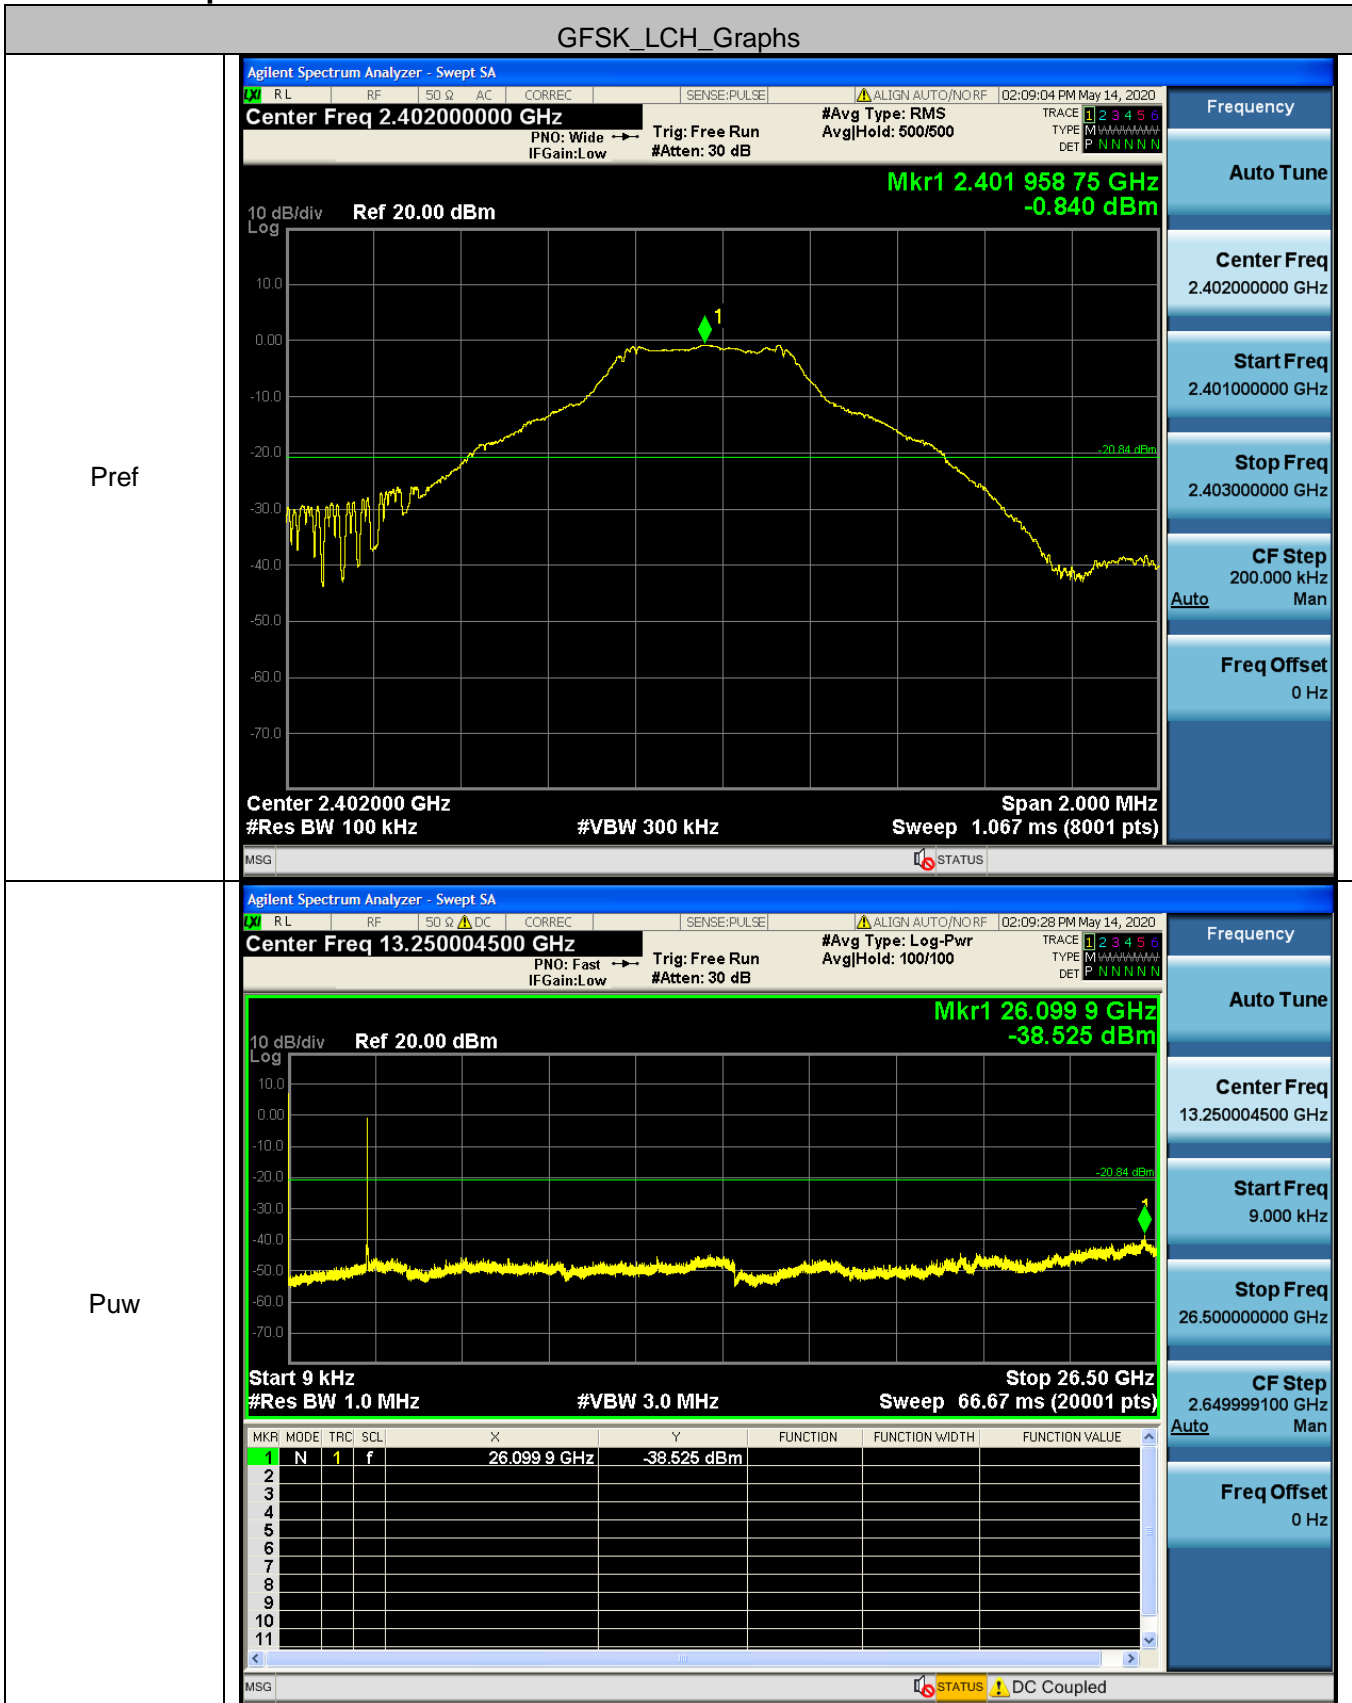 GFSK_LCH_Graphs
Pref
Agilent Spectrum Analyzer - Swept SA
LXI RL RF 50 Ω AC CORREC SENSE:PULSE ALIGN AUTO/NO RF 02:09:04 PM May 14, 2020
Center Freq 2.402000000 GHz
PNO: Wide
IFGain:Low
Trig: Free Run
#Atten: 30 dB
#Avg Type: RMS
Avg|Hold: 500/500
TRACE 1 2 3 4 5 6
TYPE M WWWWW
DET P N N N N N
Mkr1 2.401 958 75 GHz
-0.840 dBm
10 dB/div Ref 20.00 dBm
Log
10.0
1
0.00
-10.0
-20.0
-20.84 dBm
-30.0
-40.0
-50.0
-60.0
-70.0
Center 2.402000 GHz Span 2.000 MHz
#Res BW 100 kHz #VBW 300 kHz Sweep 1.067 ms (8001 pts)
MSG STATUS
Frequency
Auto Tune
Center Freq
2.402000000 GHz
Start Freq
2.401000000 GHz
Stop Freq
2.403000000 GHz
CF Step
200.000 kHz
Auto Man
Freq Offset
0 Hz
Puw
Agilent Spectrum Analyzer - Swept SA
LXI RL RF 50 Ω DC CORREC SENSE:PULSE ALIGN AUTO/NO RF 02:09:28 PM May 14, 2020
Center Freq 13.250004500 GHz
PNO: Fast
IFGain:Low
Trig: Free Run
#Atten: 30 dB
#Avg Type: Log-Pwr
Avg|Hold: 100/100
TRACE 1 2 3 4 5 6
TYPE M WWWWW
DET P N N N N N
Mkr1 26.099 9 GHz
-38.525 dBm
10 dB/div Ref 20.00 dBm
Log
10.0
0.00
-10.0
-20.0
-20.84 dBm
-30.0
1
-40.0
-50.0
-60.0
-70.0
Start 9 kHz Stop 26.50 GHz
#Res BW 1.0 MHz #VBW 3.0 MHz Sweep 66.67 ms (20001 pts)
MKR MODE TRC SCL X Y FUNCTION FUNCTION WIDTH FUNCTION VALUE
1 N 1 f 26.099 9 GHz -38.525 dBm
2
3
4
5
6
7
8
9
10
11
MSG STATUS DC Coupled
Frequency
Auto Tune
Center Freq
13.250004500 GHz
Start Freq
9.000 kHz
Stop Freq
26.500000000 GHz
CF Step
2.649999100 GHz
Auto Man
Freq Offset
0 Hz